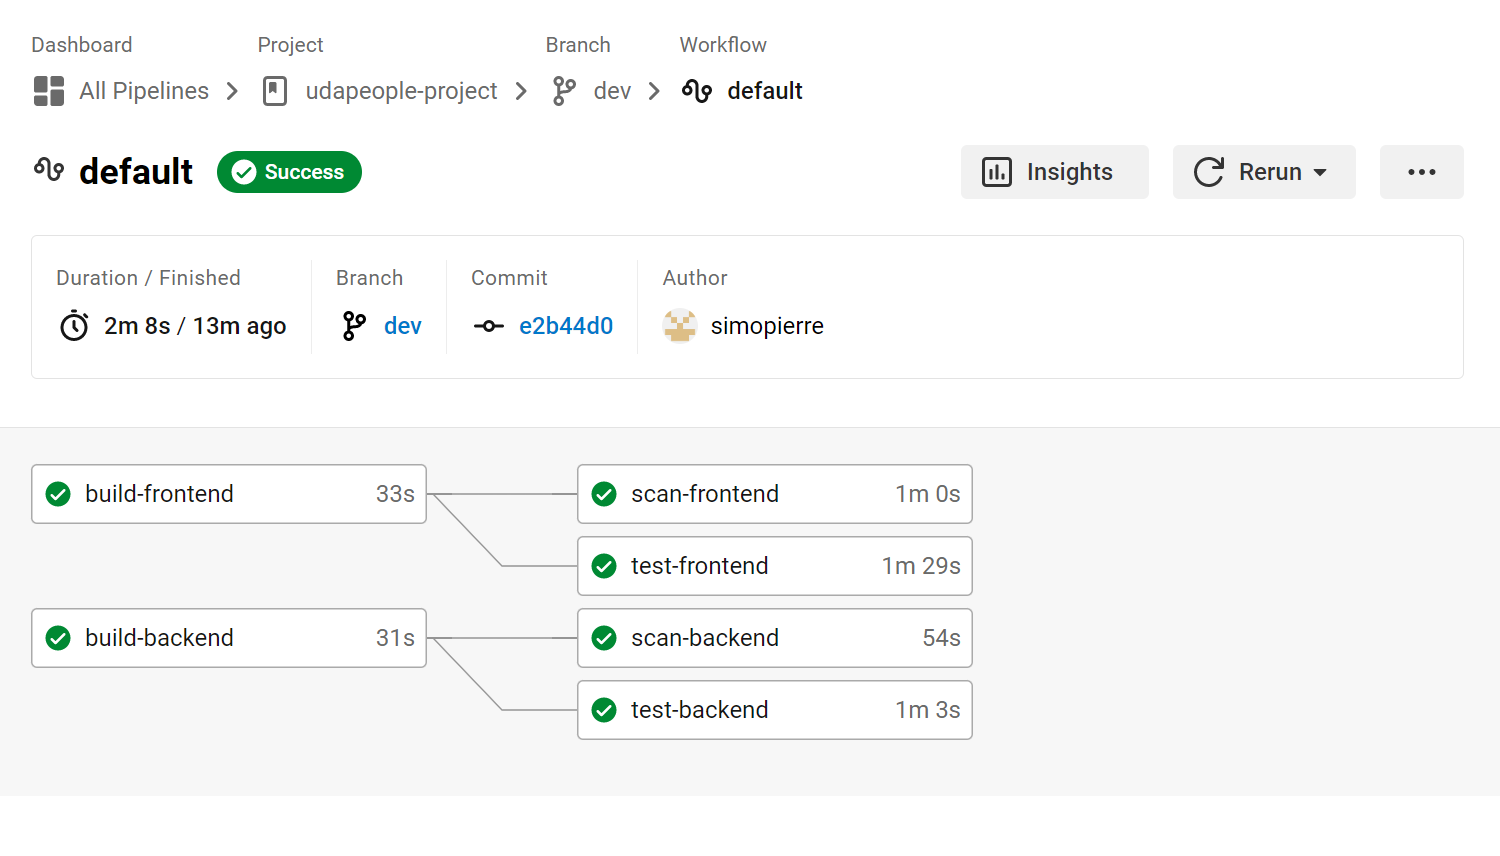 Dashboard Project Branch Workflow
All Pipelines udapeople-project dev default
default Success Insights Rerun
Duration / Finished Branch Commit Author
2m 8s / 13m ago dev e2b44d0 simopierre
build-frontend 33s scan-frontend 1m 0s
test-frontend 1m 29s
build-backend 31s scan-backend 54s
test-backend 1m 3s